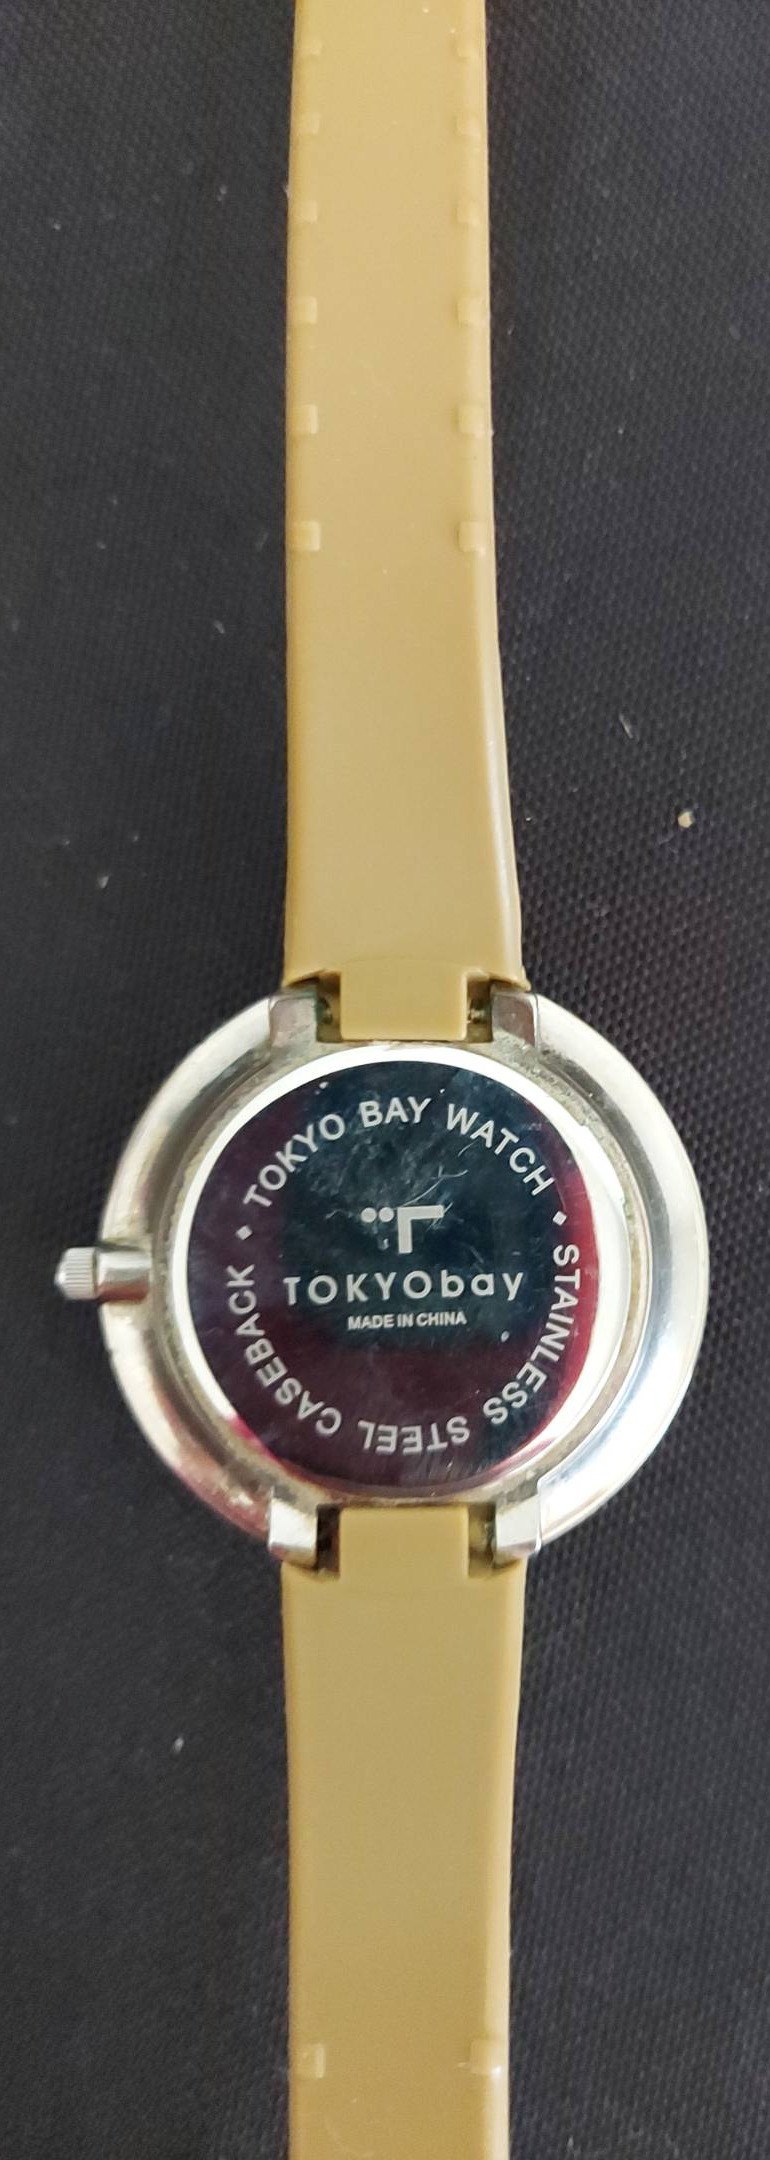 • TOKYO BAY WATCH • STAINLESS STEEL CASEBACK
TOKYObay
MADE IN CHINA